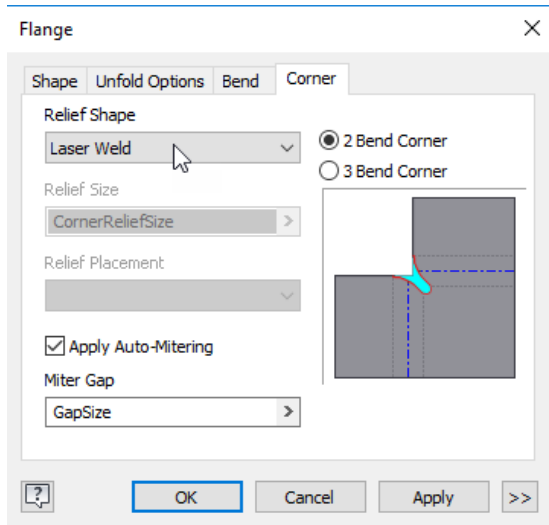 Flange
Shape Unfold Options Bend Corner
Relief Shape
Laser Weld
2 Bend Corner
3 Bend Corner
Relief Size
CornerReliefSize >
Relief Placement
Apply Auto-Mitering
Miter Gap
GapSize >
? OK Cancel Apply >>